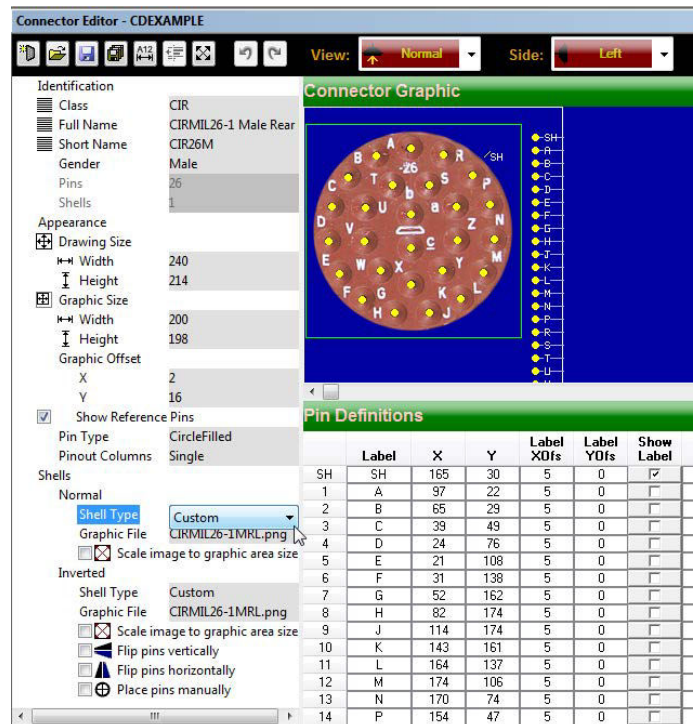 Connector Editor - CDEXAMPLE
A12
View: Normal Side: Left
Identification
Class CIR
Full Name CIRMIL26-1 Male Rear
Short Name CIR26M
Gender Male
Pins 26
Shells 1
Appearance
Drawing Size
Width 240
Height 214
Graphic Size
Width 200
Height 198
Graphic Offset
X 2
Y 16
Show Reference Pins
Pin Type CircleFilled
Pinout Columns Single
Shells
Normal
Shell Type Custom
Graphic File CIRMIL26-1MRL.png
Scale image to graphic area size
Inverted
Shell Type Custom
Graphic File CIRMIL26-1MRL.png
Scale image to graphic area size
Flip pins vertically
Flip pins horizontally
Place pins manually
Connector Graphic
A
B R SH
-26
C T S P
b
D U a N
V Z
E c M
W X Y
F G K L
H J
SH
A
B
C
D
E
F
G
H
J
K
L
M
N
P
R
S
T
U
Pin Definitions
Label X Y Label XOfs Label YOfs Show Label
SH SH 165 30 5 0
1 A 97 22 5 0
2 B 65 29 5 0
3 C 39 49 5 0
4 D 24 76 5 0
5 E 21 108 5 0
6 F 31 138 5 0
7 G 52 162 5 0
8 H 82 174 5 0
9 J 114 174 5 0
10 K 143 161 5 0
11 L 164 137 5 0
12 M 174 106 5 0
13 N 170 74 5 0
14 P 154 47 5 0